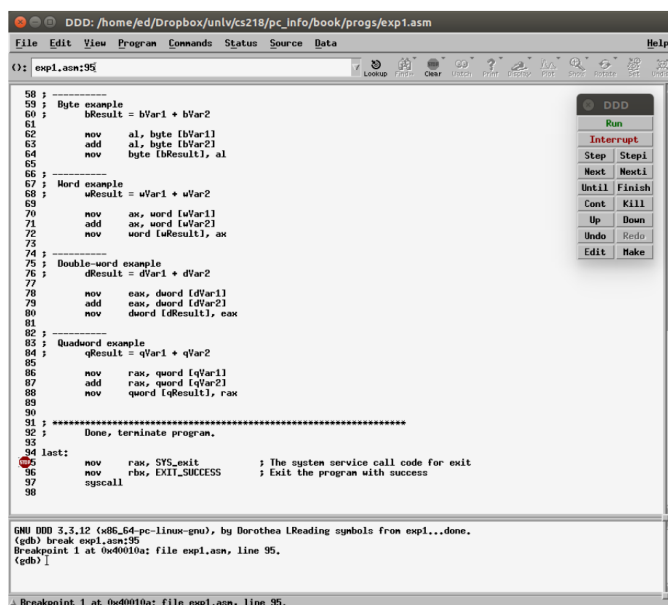 DDD: /home/ed/Dropbox/unlv/cs218/pc_info/book/progs/exp1.asm
File Edit View Program Commands Status Source Data Help
(): exp1.asm:95
Lookup Find» Clear Watch Print Display Plot Show Rotate Set Undisp
58 ; ----------
59 ;  Byte example
60 ;       bResult = bVar1 + bVar2
61
62         mov     al, byte [bVar1]
63         add     al, byte [bVar2]
64         mov     byte [bResult], al
65
66 ; ----------
67 ;  Word example
68 ;       wResult = wVar1 + wVar2
69
70         mov     ax, word [wVar1]
71         add     ax, word [wVar2]
72         mov     word [wResult], ax
73
74 ; ----------
75 ;  Double-word example
76 ;       dResult = dVar1 + dVar2
77
78         mov     eax, dword [dVar1]
79         add     eax, dword [dVar2]
80         mov     dword [dResult], eax
81
82 ; ----------
83 ;  Quadword example
84 ;       qResult = qVar1 + qVar2
85
86         mov     rax, qword [qVar1]
87         add     rax, qword [qVar2]
88         mov     qword [qResult], rax
89
90
91 ; ************************************************************
92 ;       Done, terminate program.
93
94 last:
STOP 5         mov     rax, SYS_exit           ; The system service call code for exit
96         mov     rbx, EXIT_SUCCESS       ; Exit the program with success
97         syscall
98
DDD
Run
Interrupt
Step Stepi
Next Nexti
Until Finish
Cont Kill
Up Down
Undo Redo
Edit Make
GNU DDD 3.3.12 (x86_64-pc-linux-gnu), by Dorothea LReading symbols from exp1...done.
(gdb) break exp1.asm:95
Breakpoint 1 at 0x40010a: file exp1.asm, line 95.
(gdb)
Breakpoint 1 at 0x40010a: file exp1.asm, line 95.